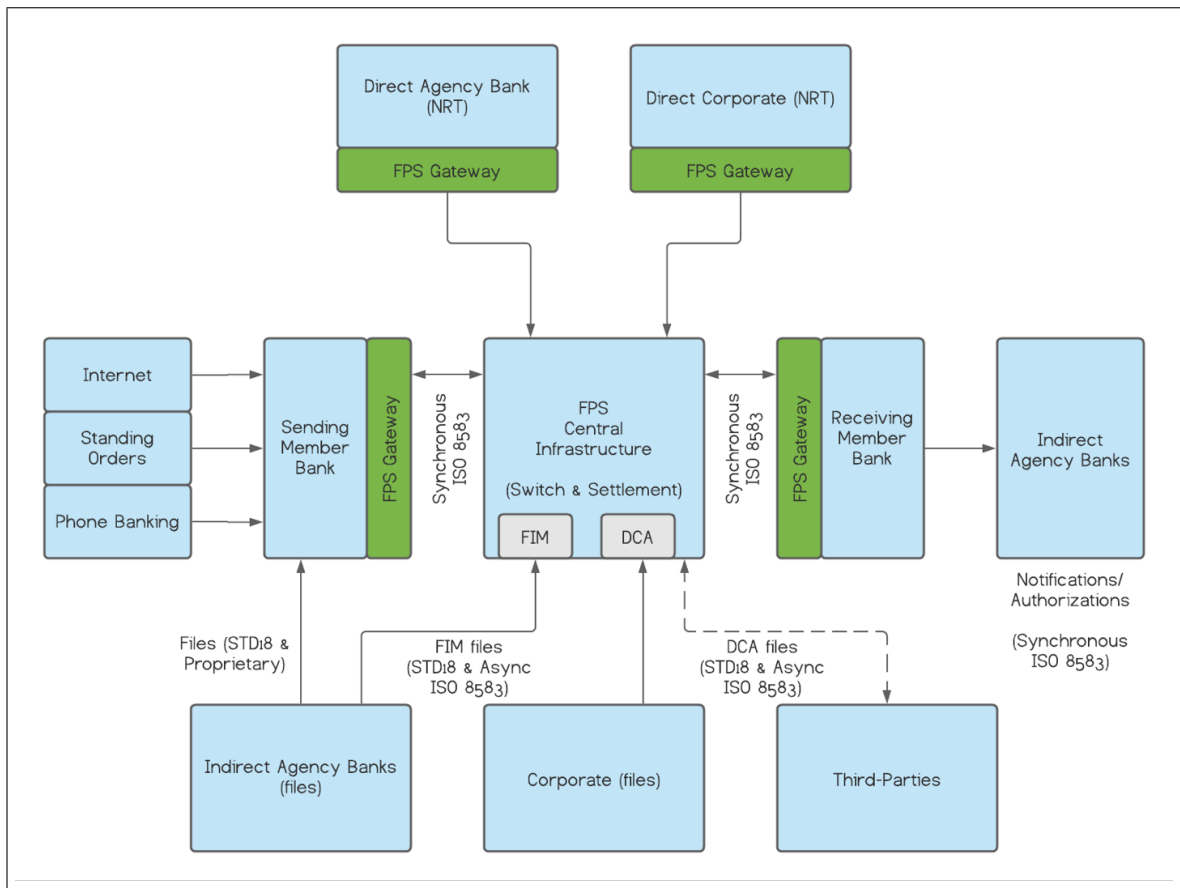 Direct Agency Bank
(NRT)
FPS Gateway
Direct Corporate (NRT)
FPS Gateway
Internet
Standing
Orders
Phone Banking
Sending
Member
Bank
FPS Gateway
Synchronous
ISO 8583
FPS
Central
Infrastructure
(Switch & Settlement)
FIM
DCA
Synchronous
ISO 8583
FPS Gateway
Receiving
Member
Bank
Indirect
Agency Banks
Notifications/
Authorizations
(Synchronous
ISO 8583)
Files (STD18 &
Proprietary)
FIM files
(STD18 & Async
ISO 8583)
DCA files
(STD18 & Async
ISO 8583)
Indirect Agency Banks
(files)
Corporate (files)
Third-Parties